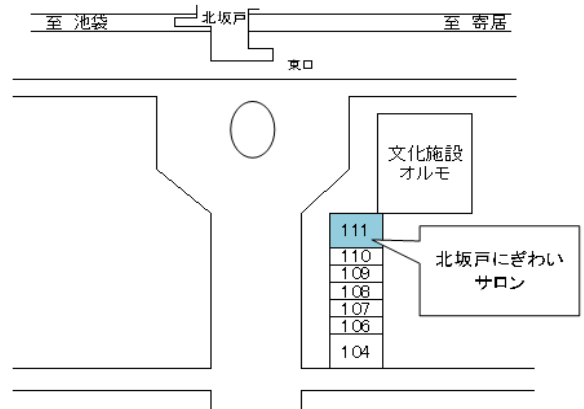 至 池袋
北坂戸
至 寄居
東口
文化施設
オルモ
111
110
109
108
107
106
104
北坂戸にぎわい
サロン